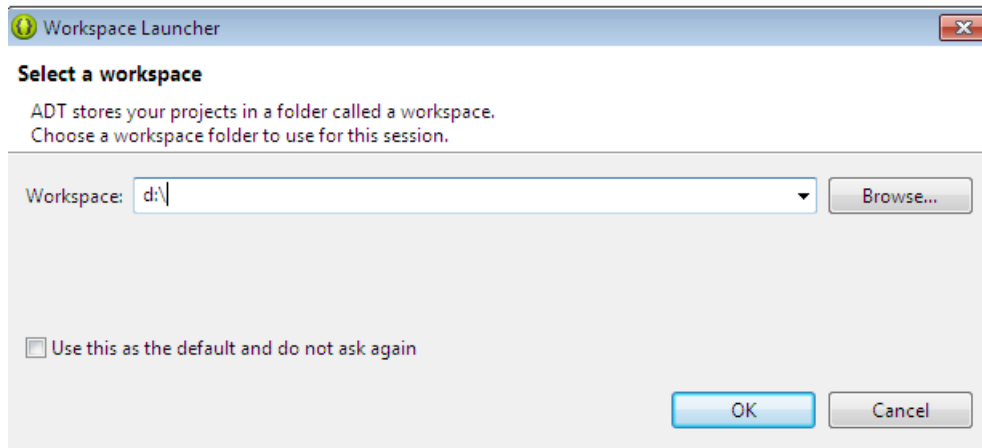 Workspace Launcher
Select a workspace
ADT stores your projects in a folder called a workspace.
Choose a workspace folder to use for this session.
Workspace: d:\ Browse...
Use this as the default and do not ask again
OK Cancel